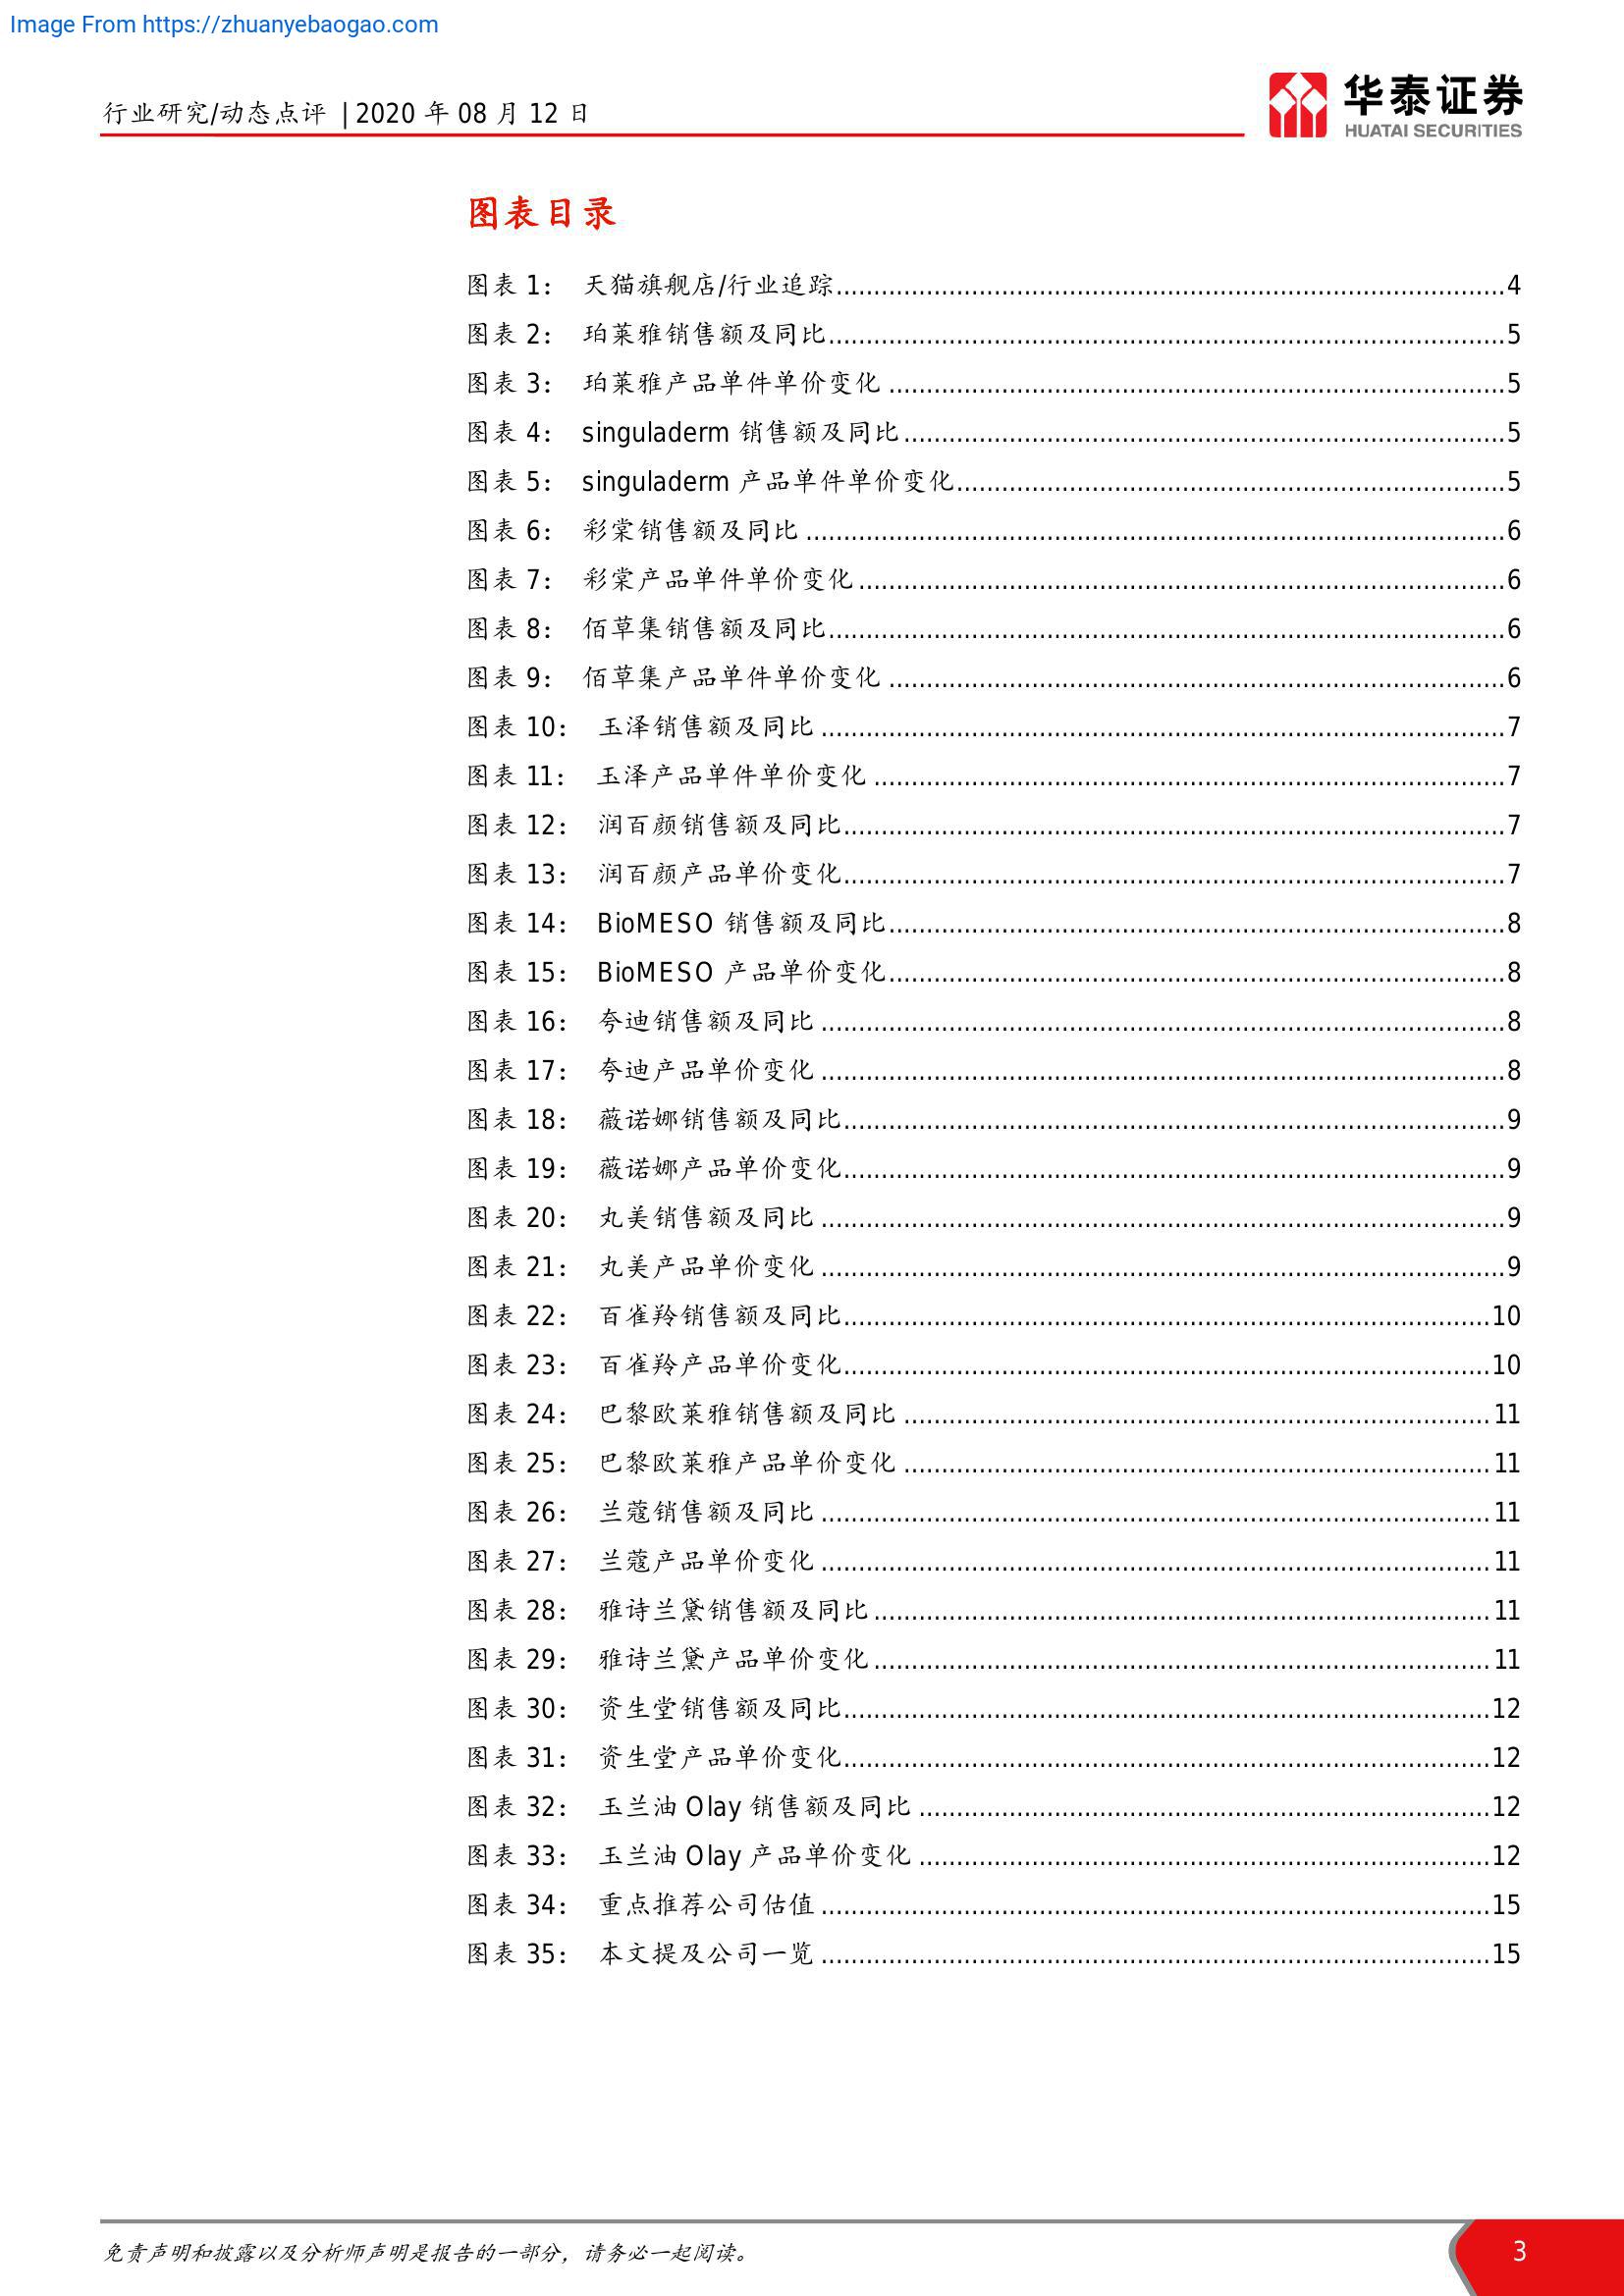 Image From https://zhuanyebaogao.com
行业研究/动态点评 | 2020 年 08 月 12 日
华泰证券
HUATAI SECURITIES
图表目录
图表 1： 天猫旗舰店/行业追踪....................4
图表 2： 珀莱雅销售额及同比....................5
图表 3： 珀莱雅产品单件单价变化....................5
图表 4： singuladerm 销售额及同比....................5
图表 5： singuladerm 产品单件单价变化....................5
图表 6： 彩棠销售额及同比....................6
图表 7： 彩棠产品单件单价变化....................6
图表 8： 佰草集销售额及同比....................6
图表 9： 佰草集产品单件单价变化....................6
图表 10： 玉泽销售额及同比....................7
图表 11： 玉泽产品单件单价变化....................7
图表 12： 润百颜销售额及同比....................7
图表 13： 润百颜产品单价变化....................7
图表 14： BioMESO 销售额及同比....................8
图表 15： BioMESO 产品单价变化....................8
图表 16： 夸迪销售额及同比....................8
图表 17： 夸迪产品单价变化....................8
图表 18： 薇诺娜销售额及同比....................9
图表 19： 薇诺娜产品单价变化....................9
图表 20： 丸美销售额及同比....................9
图表 21： 丸美产品单价变化....................9
图表 22： 百雀羚销售额及同比....................10
图表 23： 百雀羚产品单价变化....................10
图表 24： 巴黎欧莱雅销售额及同比....................11
图表 25： 巴黎欧莱雅产品单价变化....................11
图表 26： 兰蔻销售额及同比....................11
图表 27： 兰蔻产品单价变化....................11
图表 28： 雅诗兰黛销售额及同比....................11
图表 29： 雅诗兰黛产品单价变化....................11
图表 30： 资生堂销售额及同比....................12
图表 31： 资生堂产品单价变化....................12
图表 32： 玉兰油 Olay 销售额及同比....................12
图表 33： 玉兰油 Olay 产品单价变化....................12
图表 34： 重点推荐公司估值....................15
图表 35： 本文提及公司一览....................15
免责声明和披露以及分析师声明是报告的一部分，请务必一起阅读。
3